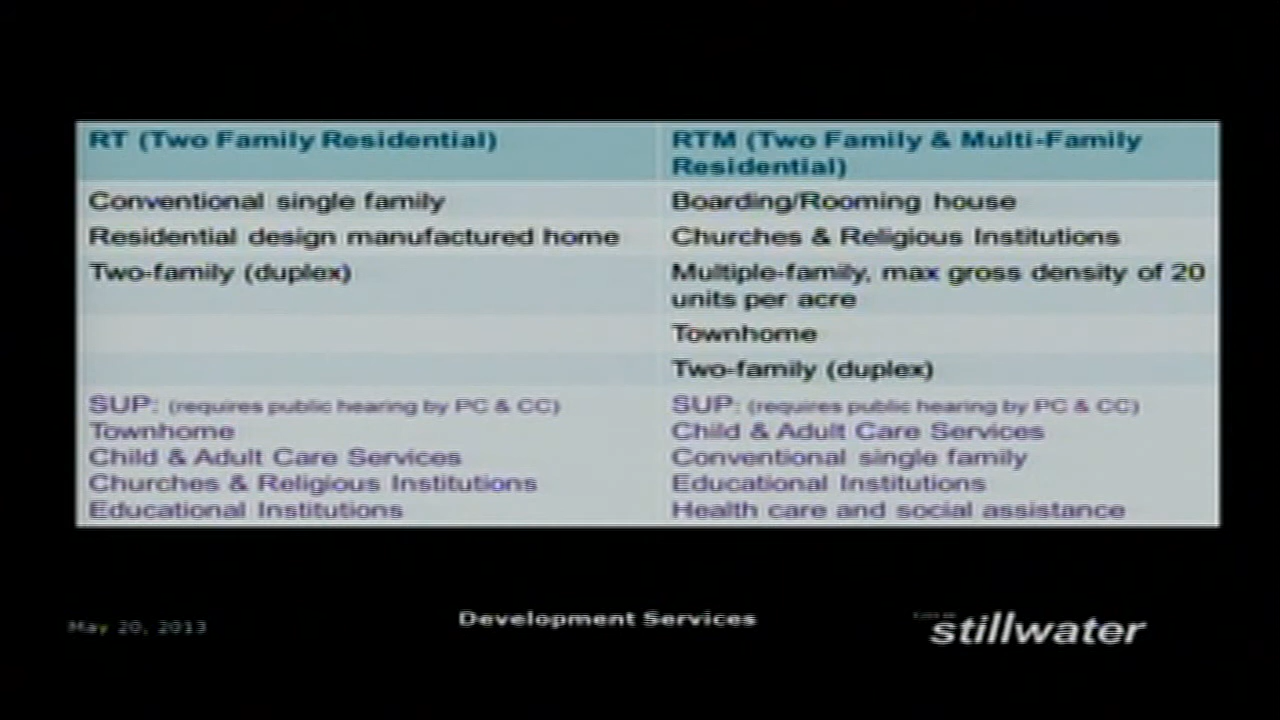 RT (Two Family Residential)
RTM (Two Family & Multi-Family
Residential)
Conventional single family
Boarding/Rooming house
Residential design manufactured home
Churches & Religious Institutions
Two-family (duplex)
Multiple-family, max gross density of 20
units per acre
Townhome
Two-family (duplex)
SUP: (requires public hearing by PC & CC)
Townhome
Child & Adult Care Services
Churches & Religious Institutions
Educational Institutions
SUP: (requires public hearing by PC & CC)
Child & Adult Care Services
Conventional single family
Educational Institutions
Health care and social assistance
May 20, 2013
Development Services
stillwater